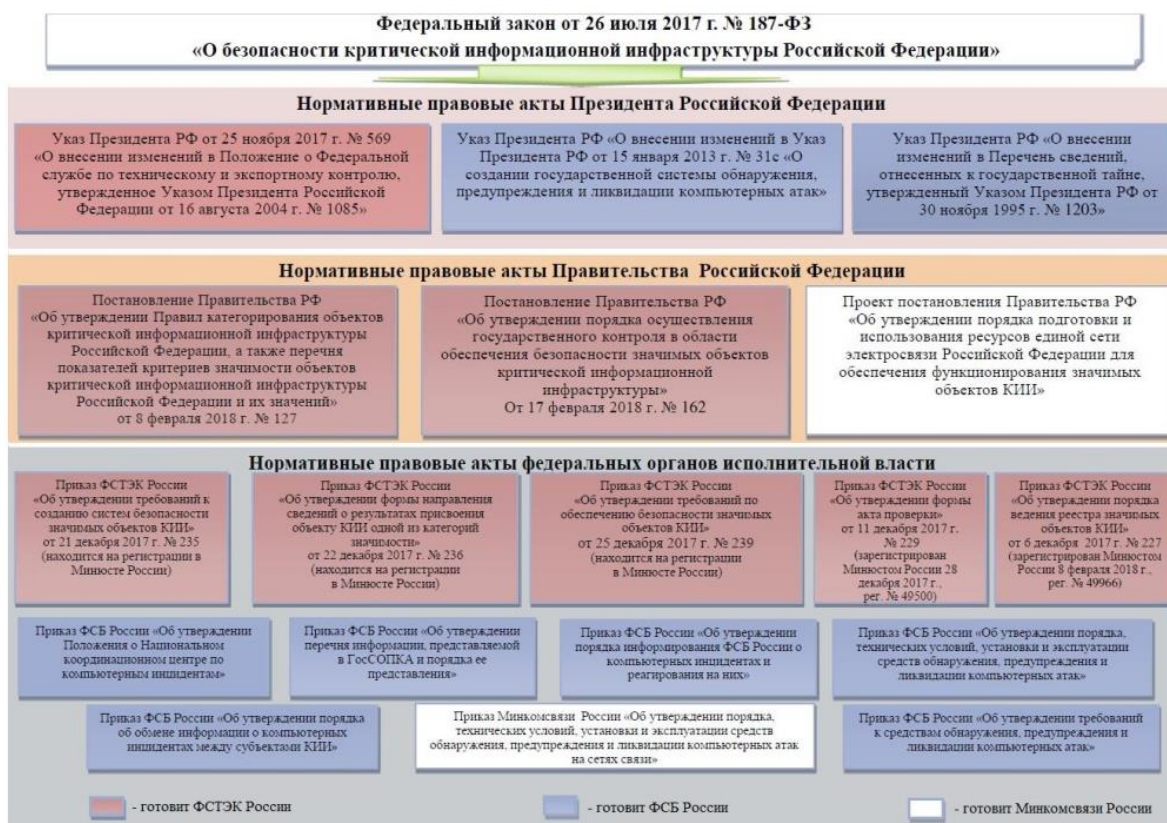 Федеральный закон от 26 июля 2017 г. № 187-ФЗ
«О безопасности критической информационной инфраструктуры Российской Федерации»
Нормативные правовые акты Президента Российской Федерации
Указ Президента РФ от 25 ноября 2017 г. № 569
«О внесении изменений в Положение о Федеральной
службе по техническому и экспортному контролю,
утвержденное Указом Президента Российской
Федерации от 16 августа 2004 г. № 1085»
Указ Президента РФ «О внесении изменений в Указ
Президента РФ от 15 января 2013 г. № 31с «О
создании государственной системы обнаружения,
предупреждения и ликвидации компьютерных атак»
Указ Президента РФ «О внесении
изменений в Перечень сведений,
отнесенных к государственной тайне,
утвержденный Указом Президента РФ от
30 ноября 1995 г. № 1203»
Нормативные правовые акты Правительства Российской Федерации
Постановление Правительства РФ
«Об утверждении Правил категорирования объектов
критической информационной инфраструктуры
Российской Федерации, а также перечня
показателей критериев значимости объектов
критической информационной инфраструктуры
Российской Федерации и их значений»
от 8 февраля 2018 г. № 127
Постановление Правительства РФ
«Об утверждении порядка осуществления
государственного контроля в области
обеспечения безопасности значимых объектов
критической информационной
инфраструктуры»
От 17 февраля 2018 г. № 162
Проект постановления Правительства РФ
«Об утверждении порядка подготовки и
использования ресурсов единой сети
электросвязи Российской Федерации для
обеспечения функционирования значимых
объектов КИИ»
Нормативные правовые акты федеральных органов исполнительной власти
Приказ ФСТЭК России
«Об утверждении требований к
созданию систем безопасности
значимых объектов КИИ»
от 21 декабря 2017 г. № 235
(находится на регистрации в
Минюсте России)
Приказ ФСТЭК России
«Об утверждении формы направления
сведений о результатах присвоения
объекту КИИ одной из категорий
значимости»
от 22 декабря 2017 г. № 236
(находится на регистрации
в Минюсте России)
Приказ ФСТЭК России
«Об утверждении требований по
обеспечению безопасности значимых
объектов КИИ»
от 25 декабря 2017 г. № 239
(находится на регистрации
в Минюсте России)
Приказ ФСТЭК России
«Об утверждении формы
акта проверки»
от 11 декабря 2017 г.
№ 229
(зарегистрирован
Минюстом России 28
декабря 2017 г.,
рег. № 49500)
Приказ ФСТЭК России
«Об утверждении порядка
ведения реестра значимых
объектов КИИ»
от 6 декабря 2017 г. № 227
(зарегистрирован Минюстом
России 8 февраля 2018 г.,
рег. № 49966)
Приказ ФСБ России «Об утверждении
Положения о Национальном
координационном центре по
компьютерным инцидентам»
Приказ ФСБ России «Об утверждении
перечня информации, представляемой
в ГосСОПКА и порядка ее
представления»
Приказ ФСБ России «Об утверждении
порядка информирования ФСБ России о
компьютерных инцидентах и
реагирования на них»
Приказ ФСБ России «Об утверждении порядка,
технических условий, установки и эксплуатации
средств обнаружения, предупреждения и
ликвидации компьютерных атак»
Приказ ФСБ России «Об утверждении порядка
об обмене информации о компьютерных
инцидентах между субъектами КИИ»
Приказ Минкомсвязи России «Об утверждении порядка,
технических условий, установки и эксплуатации средств
обнаружения, предупреждения и ликвидации компьютерных атак
на сетях связи»
Приказ ФСБ России «Об утверждении требований
к средствам обнаружения, предупреждения и
ликвидации компьютерных атак»
- готовит ФСТЭК России
- готовит ФСБ России
- готовит Минкомсвязи России